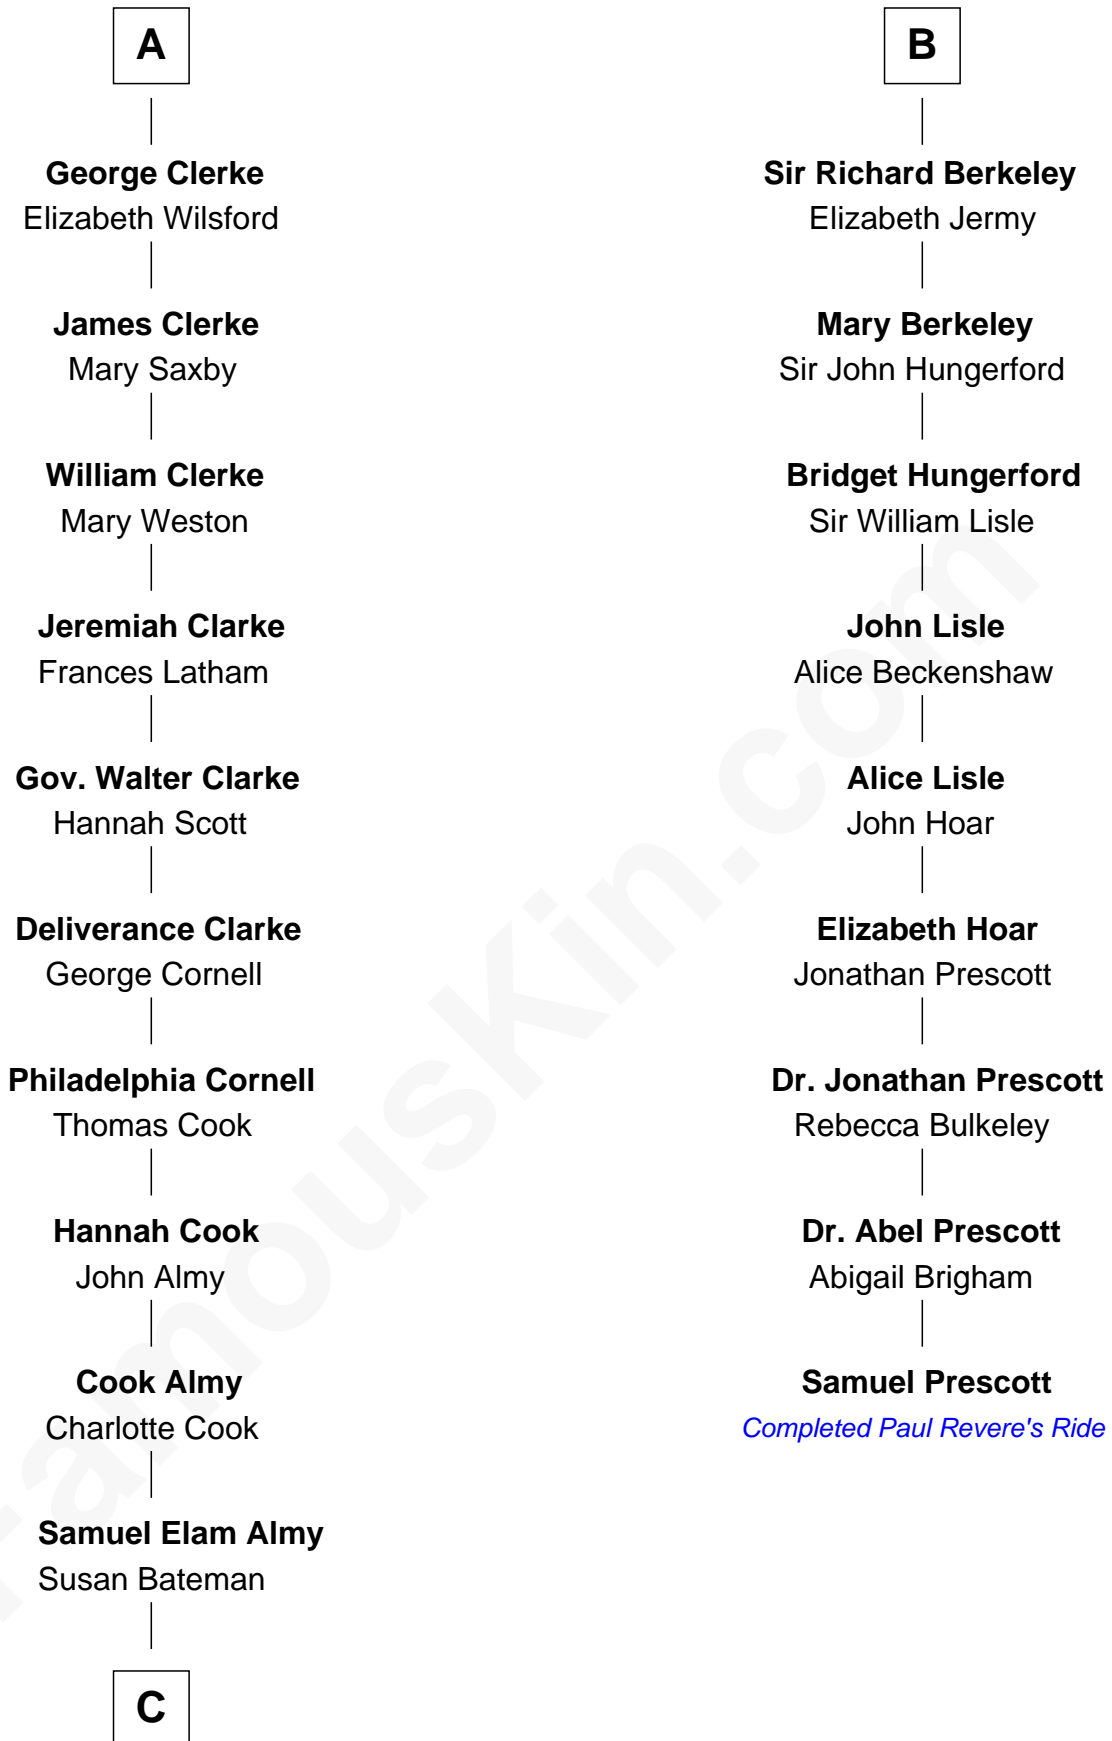 A
George Clerke
Elizabeth Wilsford
James Clerke
Mary Saxby
William Clerke
Mary Weston
Jeremiah Clarke
Frances Latham
Gov. Walter Clarke
Hannah Scott
Deliverance Clarke
George Cornell
Philadelphia Cornell
Thomas Cook
Hannah Cook
John Almy
Cook Almy
Charlotte Cook
Samuel Elam Almy
Susan Bateman
C
B
Sir Richard Berkeley
Elizabeth Jermy
Mary Berkeley
Sir John Hungerford
Bridget Hungerford
Sir William Lisle
John Lisle
Alice Beckenshaw
Alice Lisle
John Hoar
Elizabeth Hoar
Jonathan Prescott
Dr. Jonathan Prescott
Rebecca Bulkeley
Dr. Abel Prescott
Abigail Brigham
Samuel Prescott
Completed Paul Revere's Ride
FamousKin.com